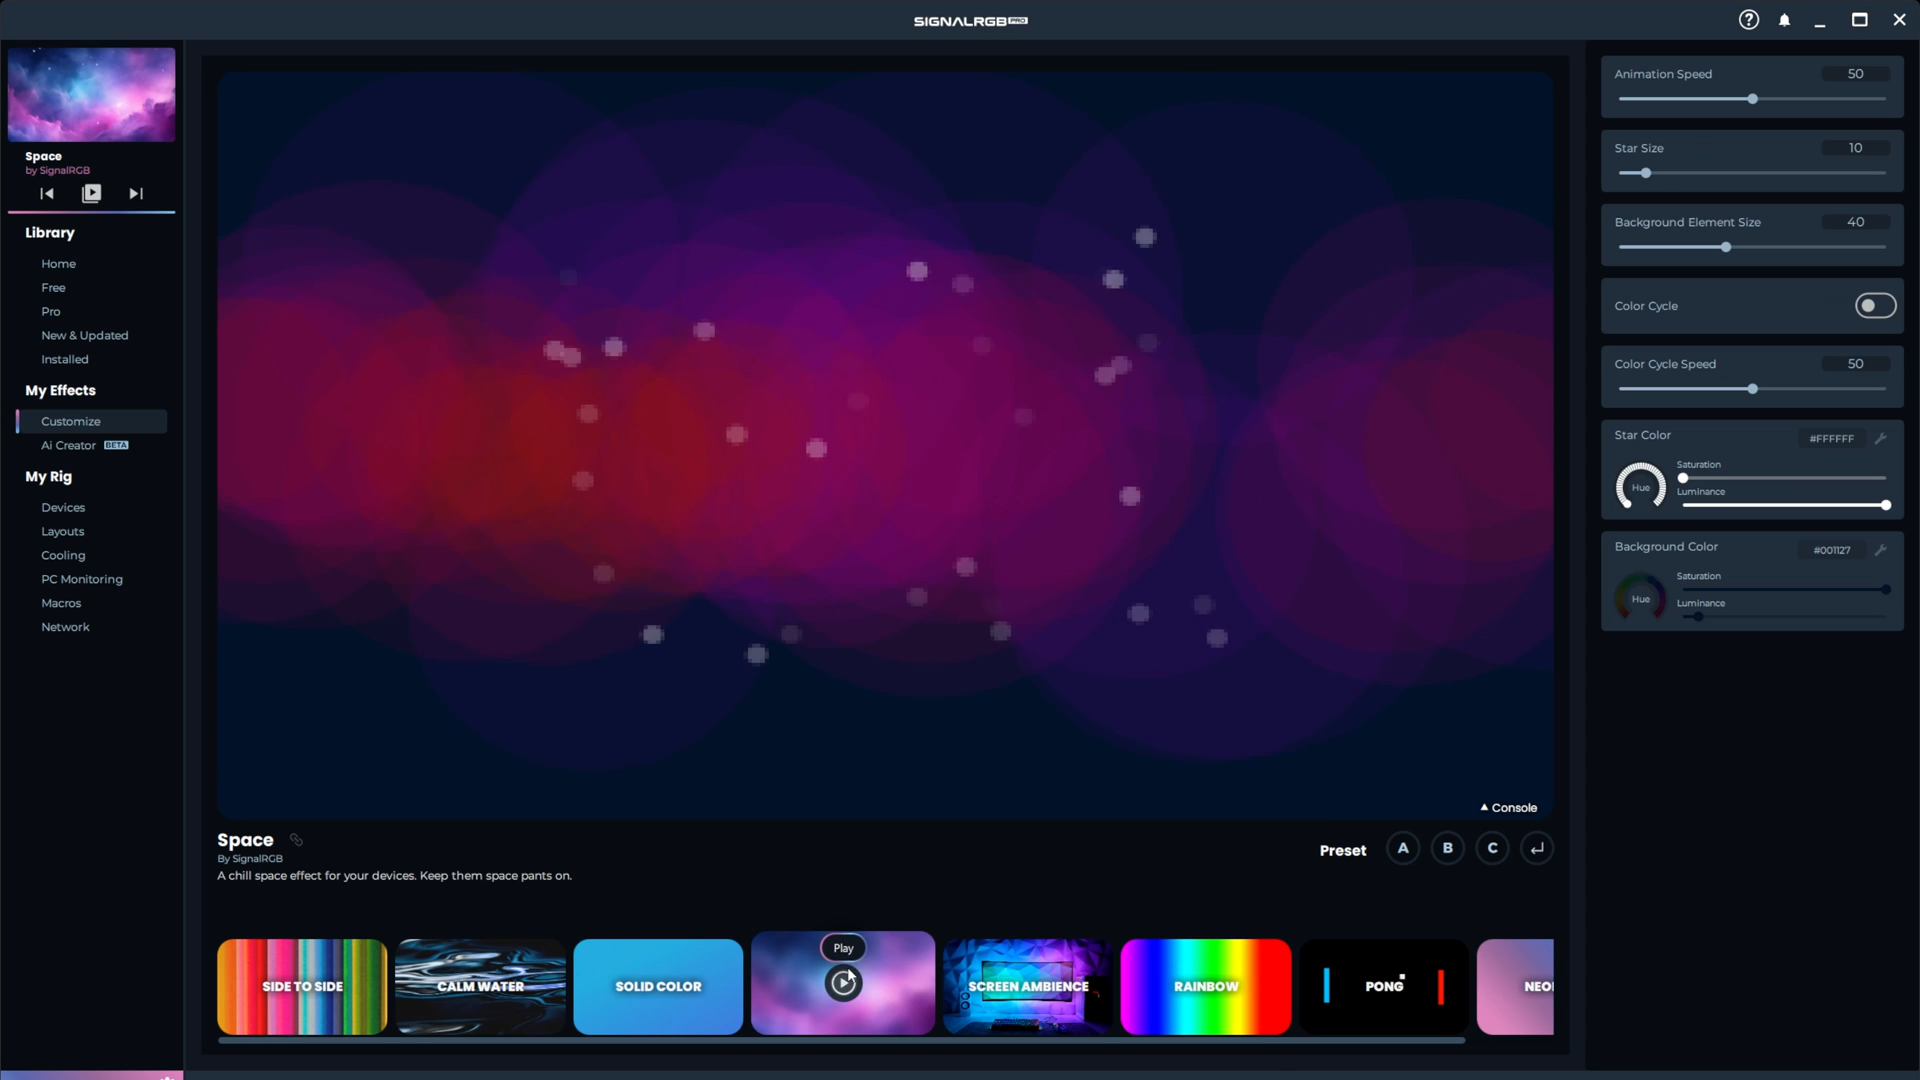 SIGNALRGB PRO
Space
by SignalRGB
Library
Home
Free
Pro
New & Updated
Installed
My Effects
Customize
Ai Creator BETA
My Rig
Devices
Layouts
Cooling
PC Monitoring
Macros
Network
Console
Space
By SignalRGB
A chill space effect for your devices. Keep them space pants on.
Preset A B C
SIDE TO SIDE
CALM WATER
SOLID COLOR
Play
SCREEN AMBIENCE
RAINBOW
PONG
Animation Speed 50
Star Size 10
Background Element Size 40
Color Cycle
Color Cycle Speed 50
Star Color #FFFFFF
Hue
Saturation
Luminance
Background Color #001127
Hue
Saturation
Luminance